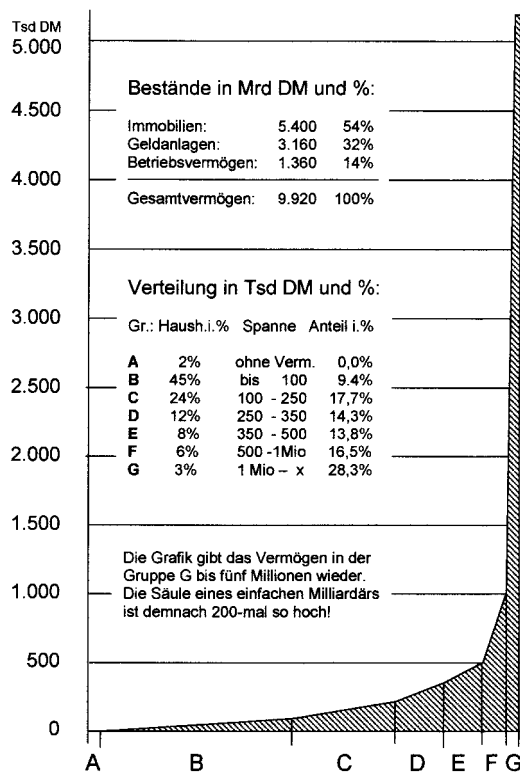 Tsd DM
5.000
4.500
4.000
3.500
3.000
2.500
2.000
1.500
1.000
500
0
Bestände in Mrd DM und %:
Immobilien: 5.400 54%
Geldanlagen: 3.160 32%
Betriebsvermögen: 1.360 14%
Gesamtvermögen: 9.920 100%
Verteilung in Tsd DM und %:
Gr.: Haush.i.% Spanne Anteil i.%
A 2% ohne Verm. 0,0%
B 45% bis 100 9.4%
C 24% 100 - 250 17,7%
D 12% 250 - 350 14,3%
E 8% 350 - 500 13,8%
F 6% 500 -1Mio 16,5%
G 3% 1 Mio – x 28,3%
Die Grafik gibt das Vermögen in der
Gruppe G bis fünf Millionen wieder.
Die Säule eines einfachen Milliardärs
ist demnach 200-mal so hoch!
A B C D E F G